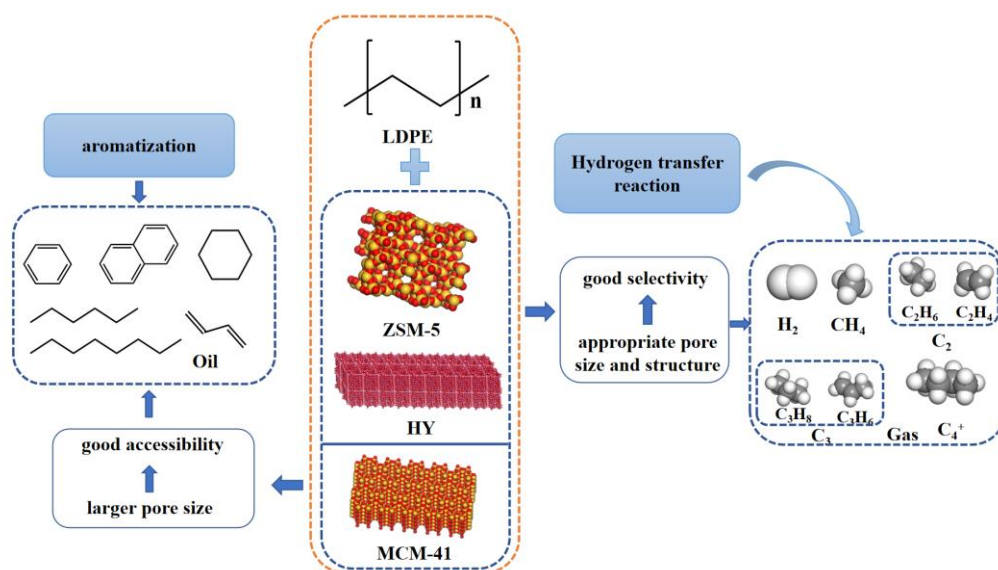 n
LDPE
aromatization
Hydrogen transfer
reaction
ZSM-5
HY
MCM-41
Oil
good accessibility
larger pore size
good selectivity
appropriate pore
size and structure
H₂
CH₄
C₂H₆
C₂H₄
C₂
C₃H₈
C₃H₆
C₃
Gas
C₄⁺